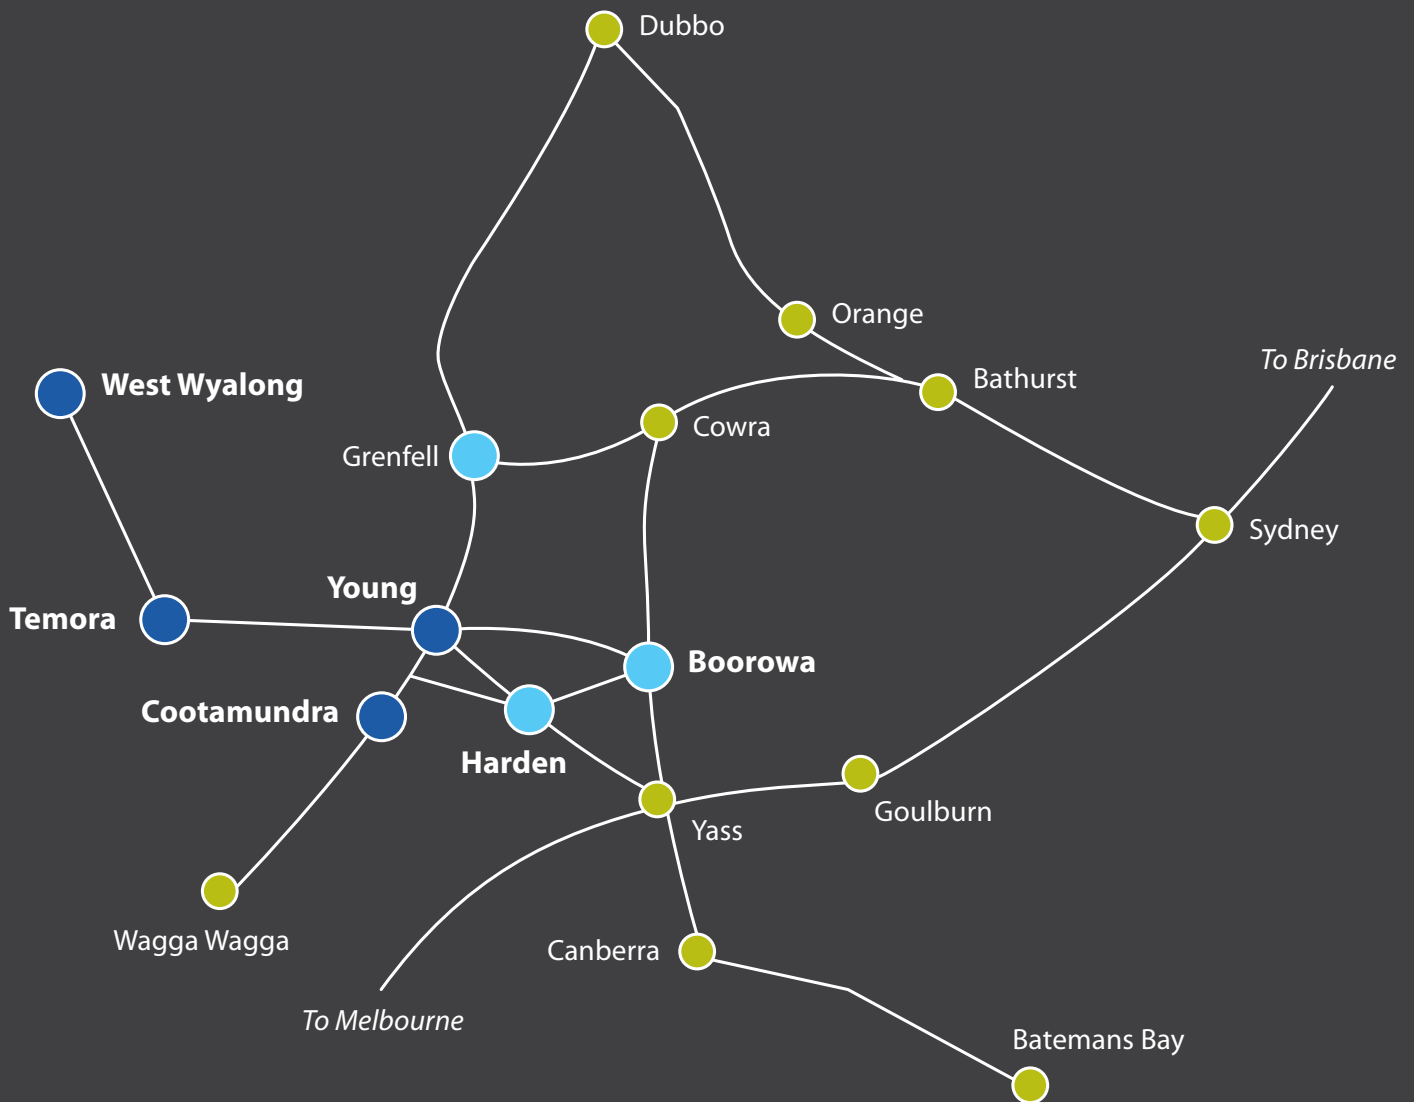 Dubbo
Orange
To Brisbane
Bathurst
West Wyalong
Cowra
Grenfell
Sydney
Young
Temora
Boorowa
Cootamundra
Harden
Goulburn
Yass
Wagga Wagga
Canberra
To Melbourne
Batemans Bay